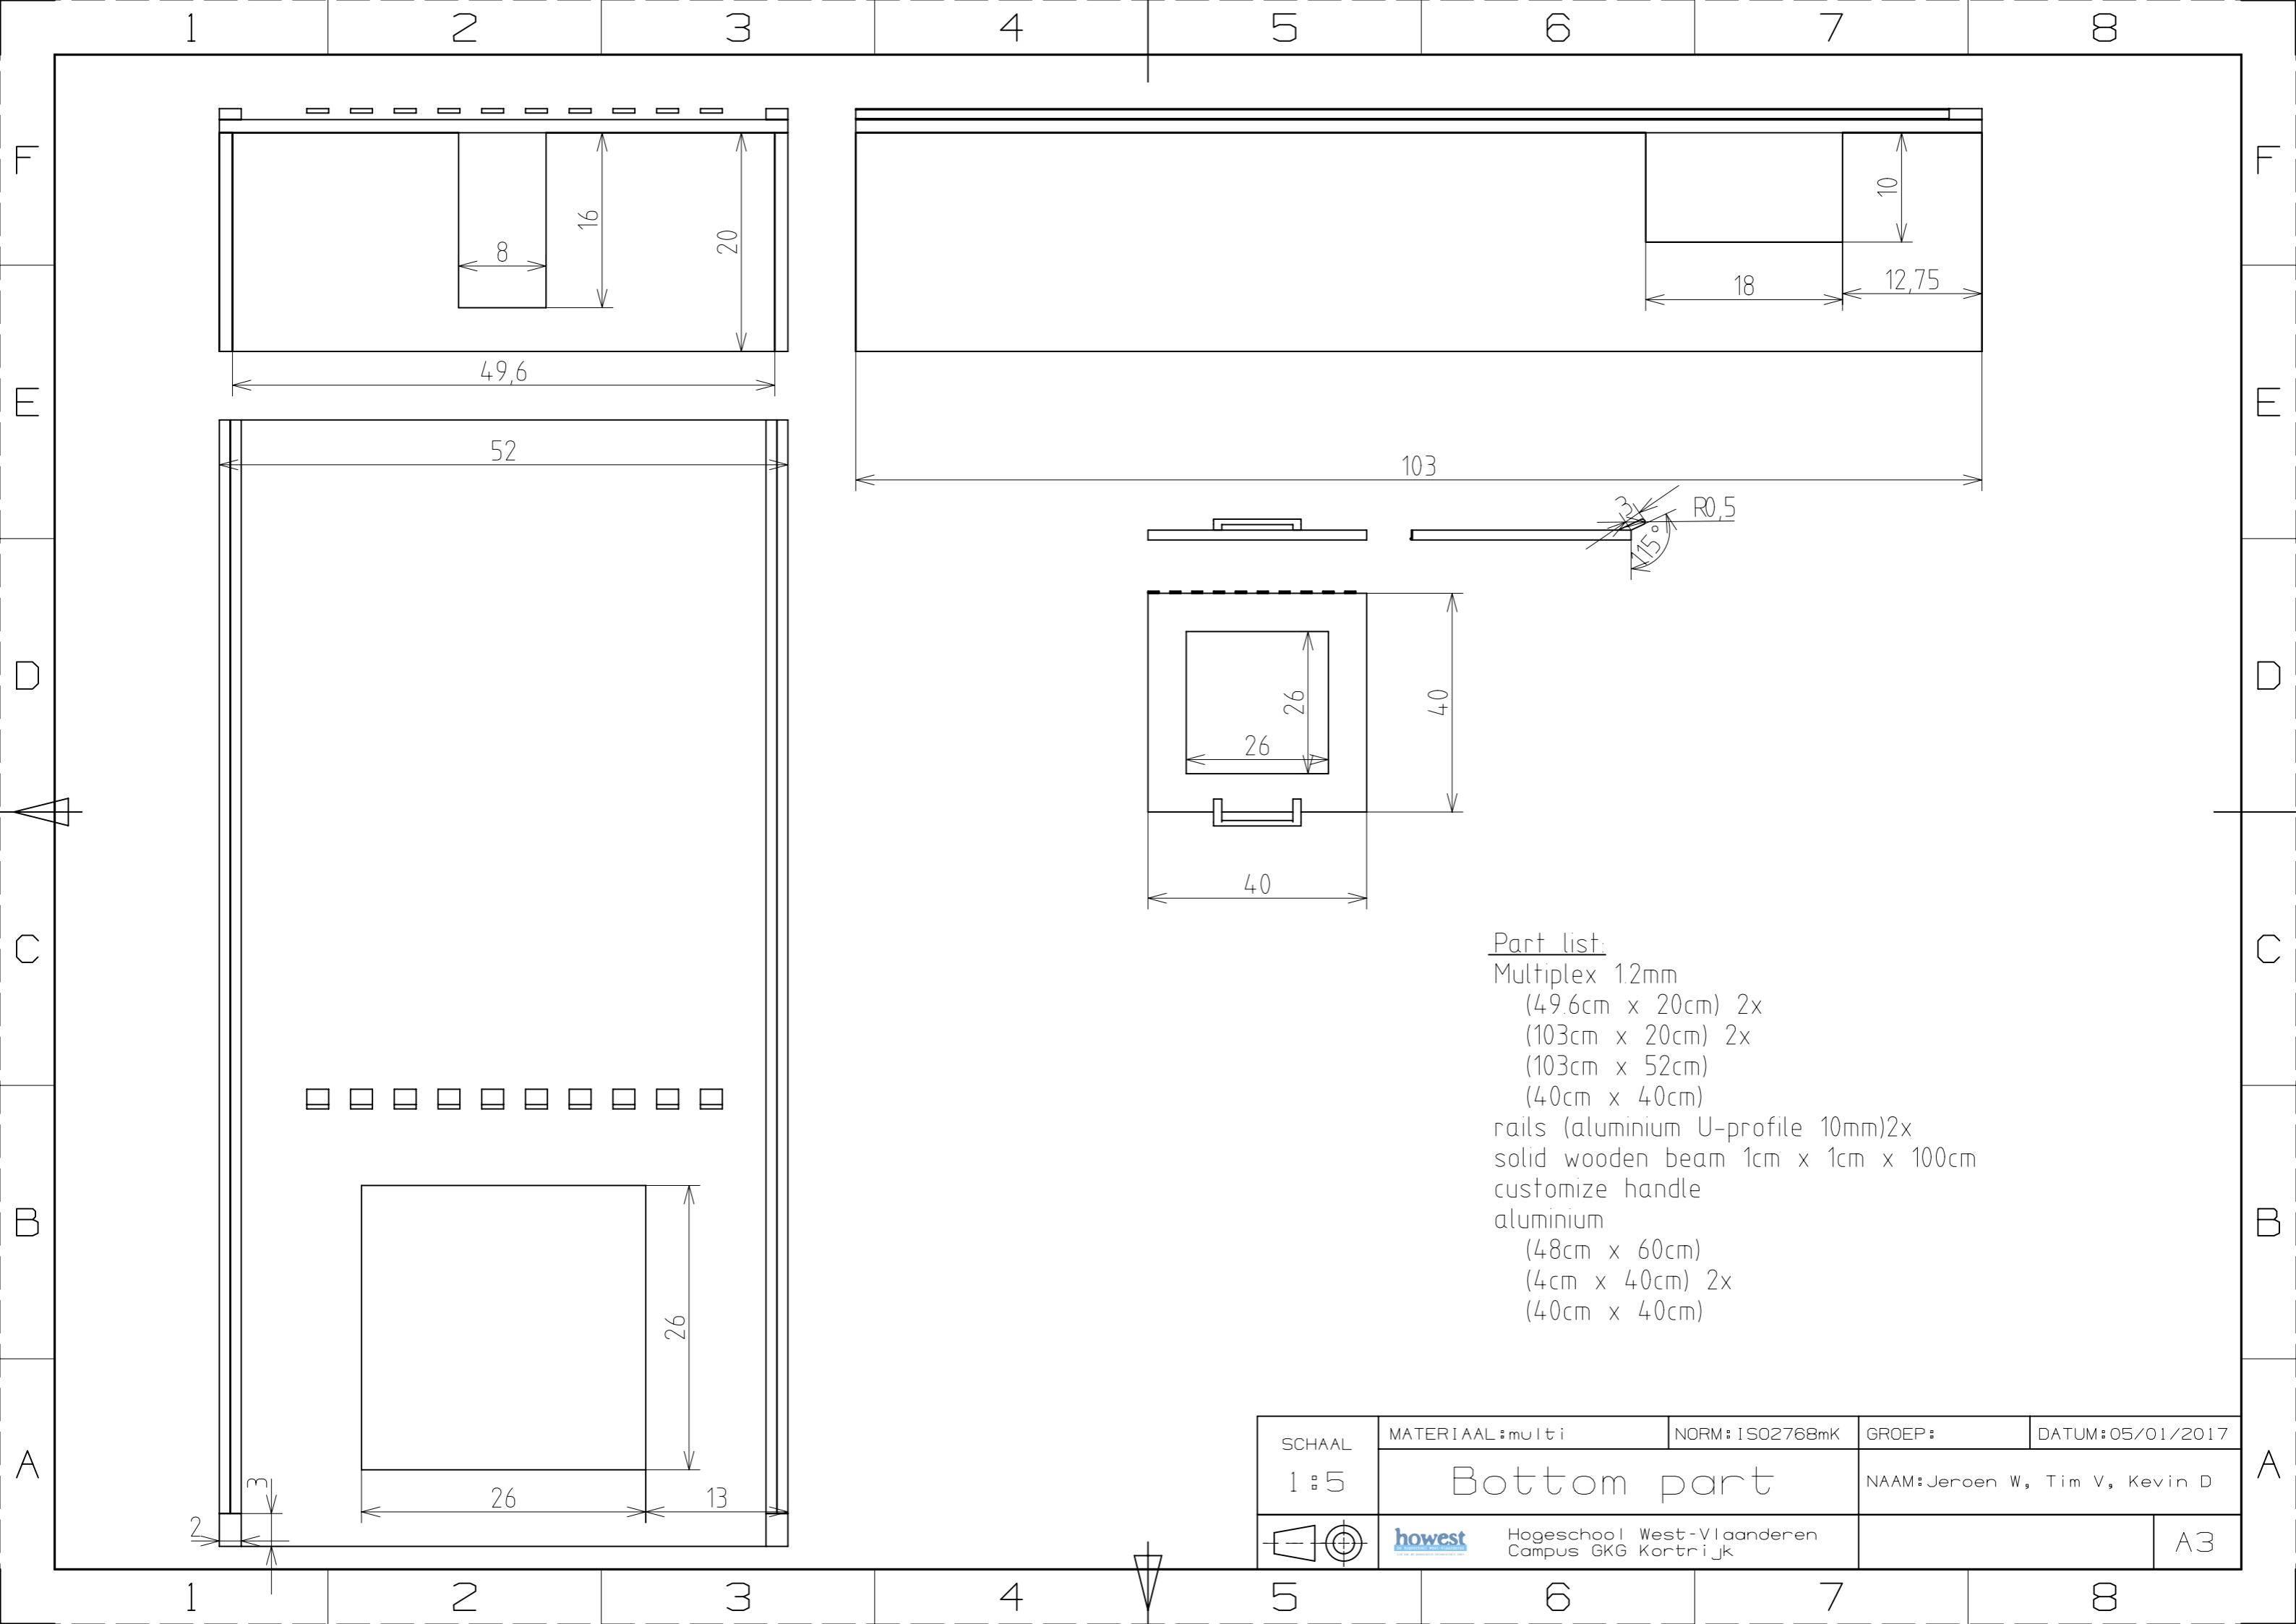 1 2 3 4 5 6 7 8
F F
16
20
8
10
18
12,75
49,6
E E
52
103
3
R0,5
115°
D D
26
26
40
40
C C
Part list:
Multiplex 1.2mm
(49.6cm x 20cm) 2x
(103cm x 20cm) 2x
(103cm x 52cm)
(40cm x 40cm)
rails (aluminium U-profile 10mm)2x
solid wooden beam 1cm x 1cm x 100cm
customize handle
aluminium
(48cm x 60cm)
(4cm x 40cm) 2x
(40cm x 40cm)
B B
26
26
13
3
2
A A
SCHAAL
1:5
MATERIAAL:multi
NORM:ISO2768mK
GROEP:
DATUM:05/01/2017
Bottom part
NAAM:Jeroen W, Tim V, Kevin D
howest
Hogeschool West-Vlaanderen
Campus GKG Kortrijk
A3
1 2 3 4 5 6 7 8